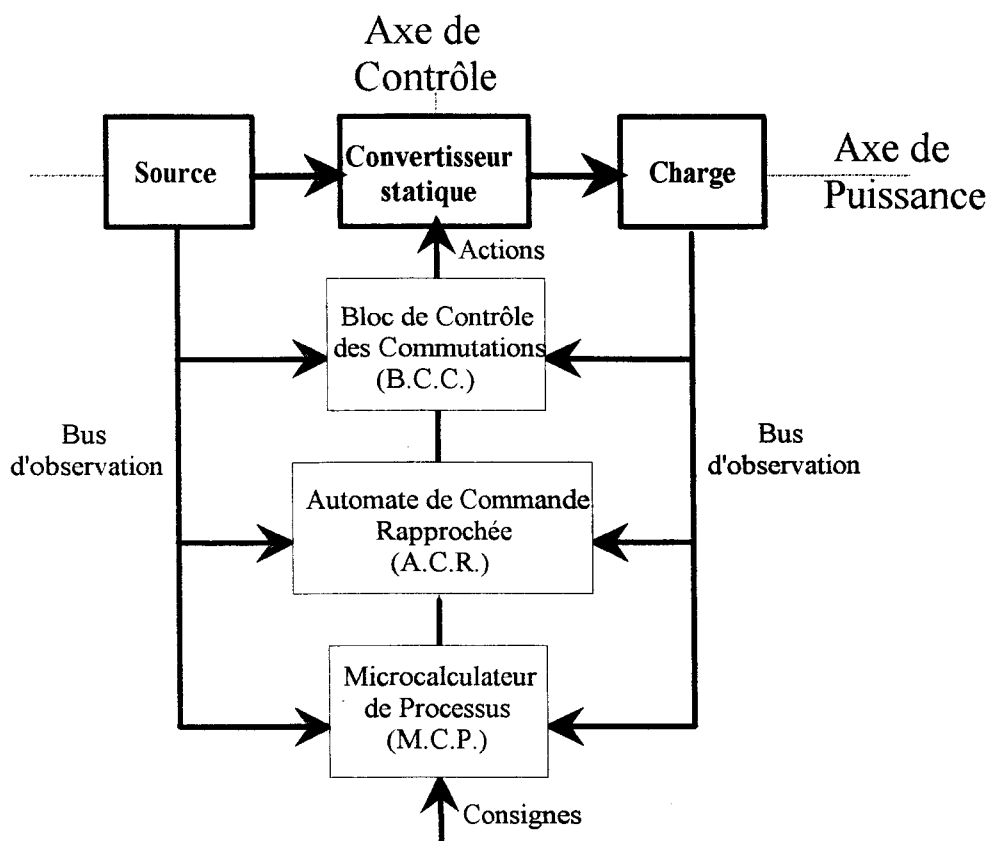 Axe de
Contrôle
Source
Convertisseur
statique
Charge
Axe de
Puissance
Actions
Bloc de Contrôle
des Commutations
(B.C.C.)
Bus
d'observation
Bus
d'observation
Automate de Commande
Rapprochée
(A.C.R.)
Microcalculateur
de Processus
(M.C.P.)
Consignes